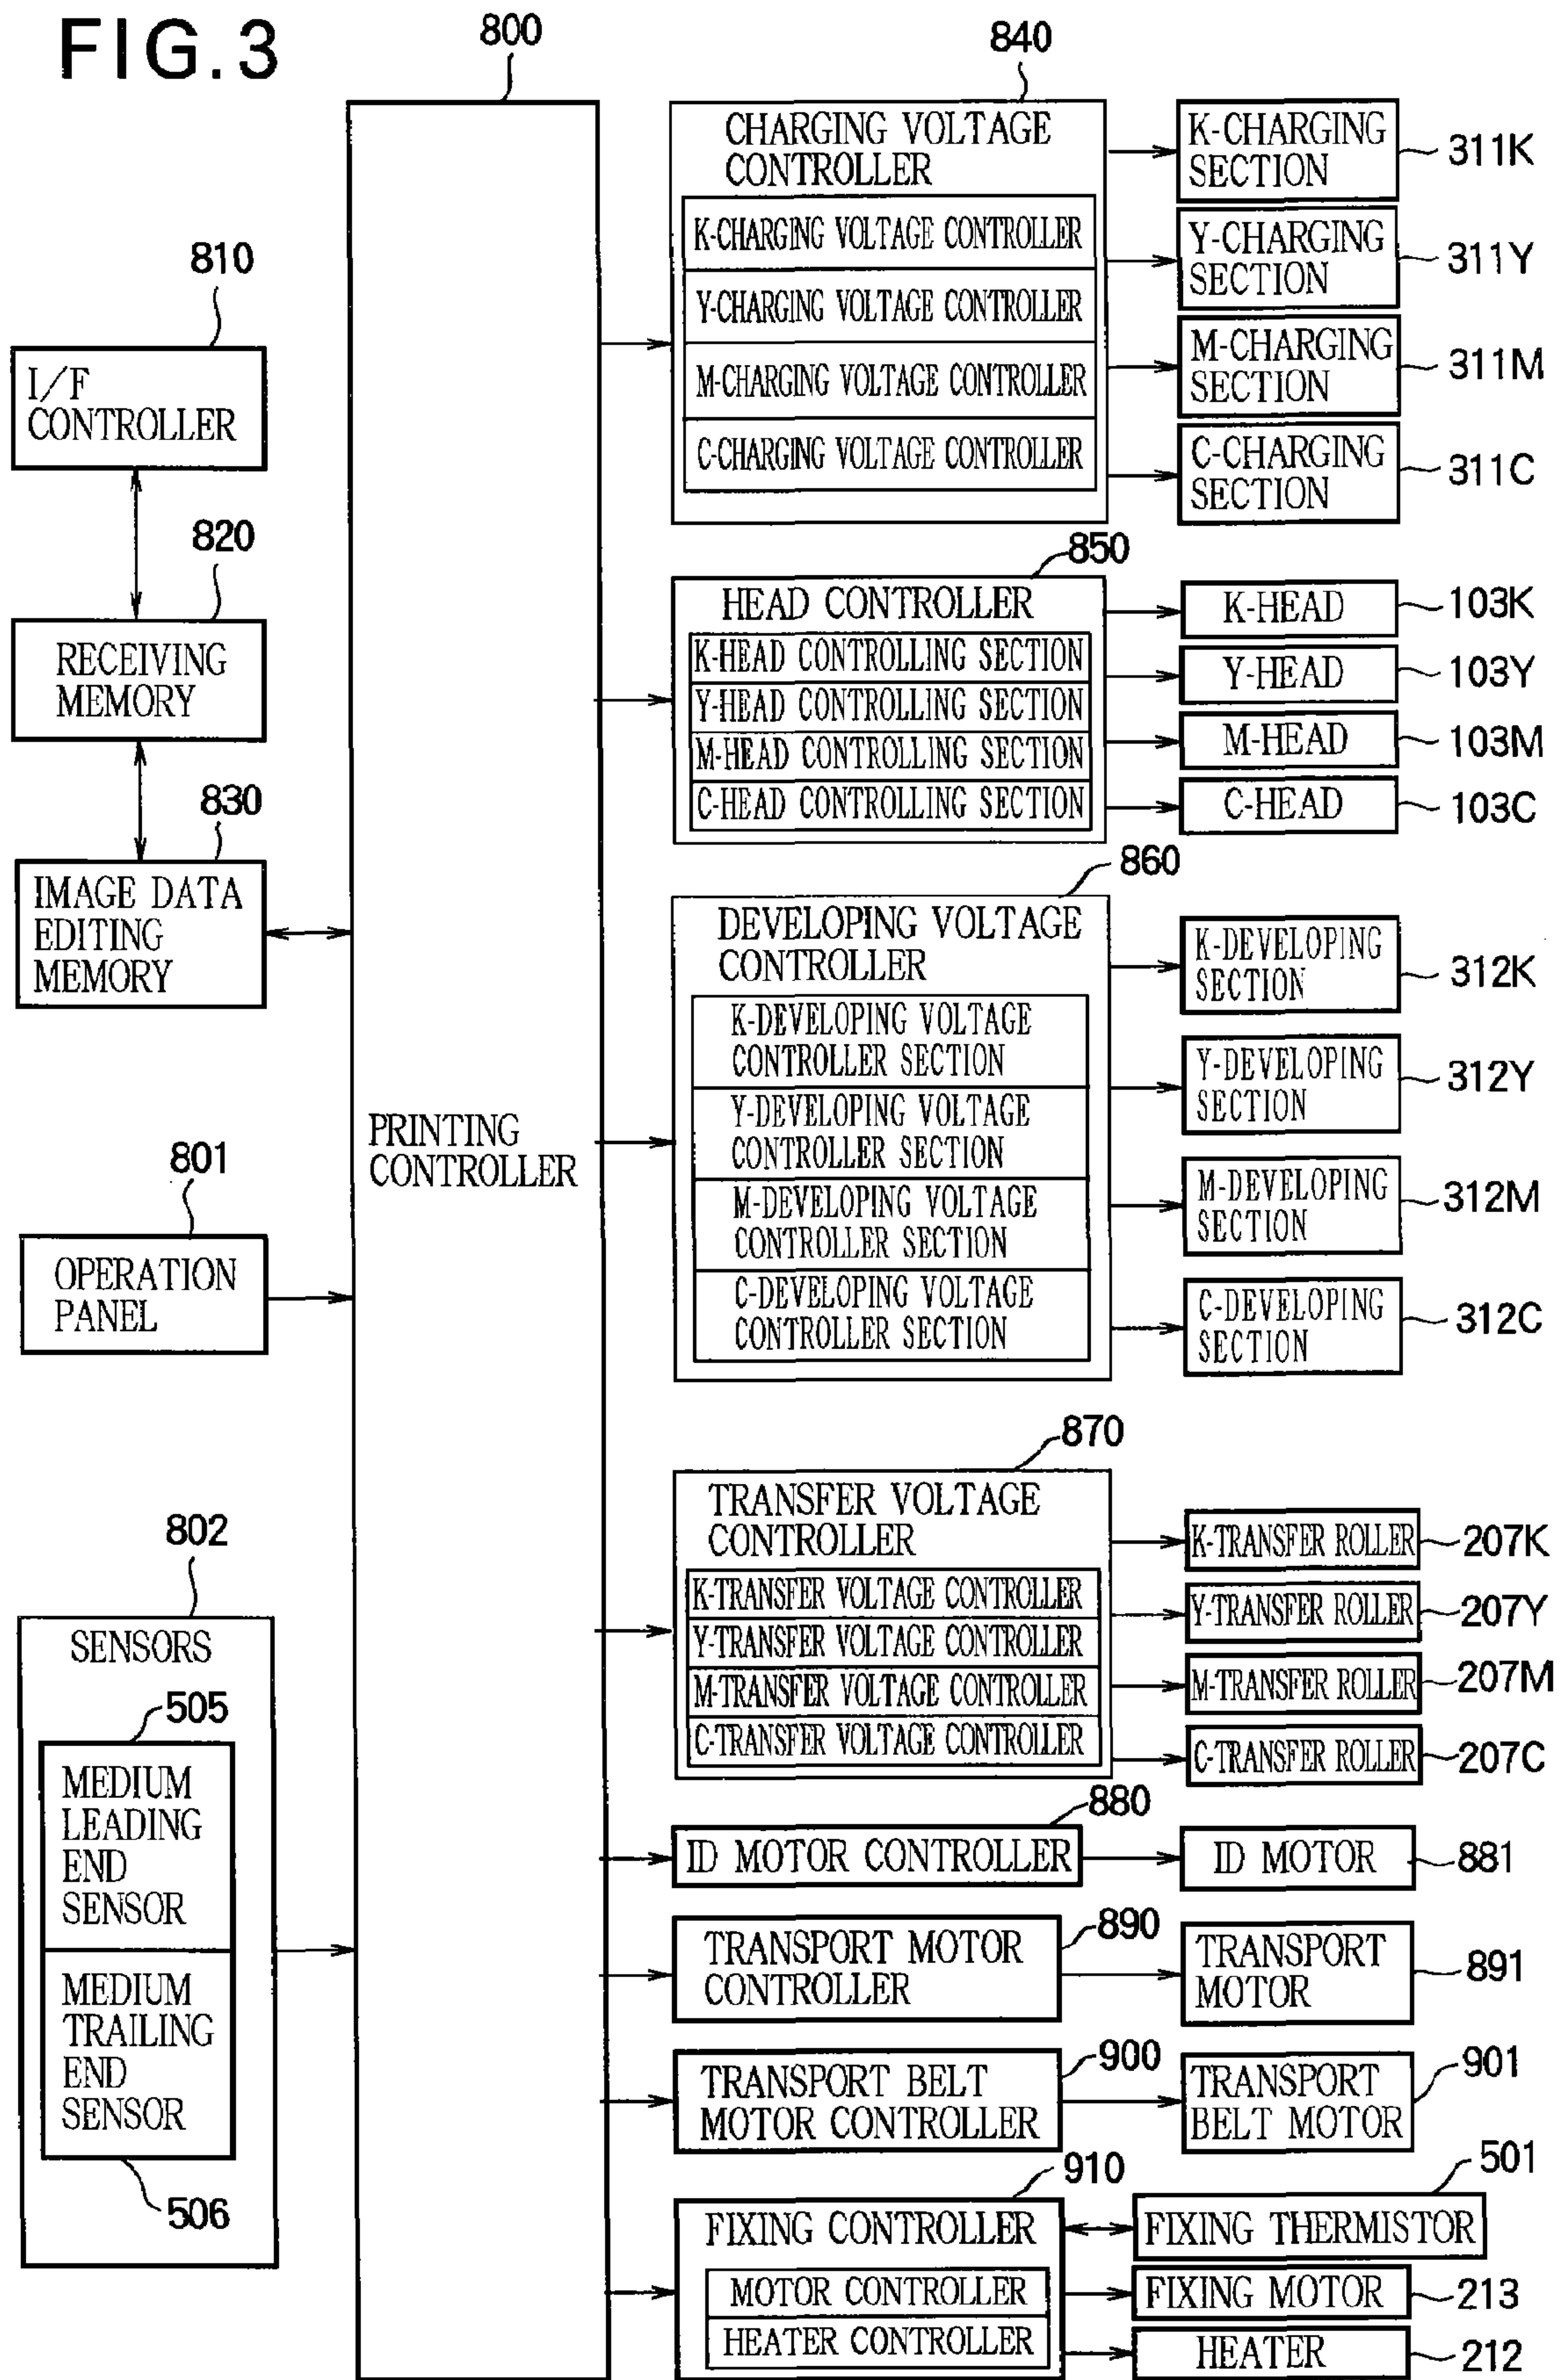 FIG.3
800
810
I/F
CONTROLLER
820
RECEIVING
MEMORY
830
IMAGE DATA
EDITING
MEMORY
801
OPERATION
PANEL
802
SENSORS
505
MEDIUM
LEADING
END
SENSOR
MEDIUM
TRAILING
END
SENSOR
506
PRINTING
CONTROLLER
840
CHARGING VOLTAGE
CONTROLLER
K-CHARGING VOLTAGE CONTROLLER
Y-CHARGING VOLTAGE CONTROLLER
M-CHARGING VOLTAGE CONTROLLER
C-CHARGING VOLTAGE CONTROLLER
K-CHARGING
SECTION
311K
Y-CHARGING
SECTION
311Y
M-CHARGING
SECTION
311M
C-CHARGING
SECTION
311C
850
HEAD CONTROLLER
K-HEAD CONTROLLING SECTION
Y-HEAD CONTROLLING SECTION
M-HEAD CONTROLLING SECTION
C-HEAD CONTROLLING SECTION
K-HEAD
103K
Y-HEAD
103Y
M-HEAD
103M
C-HEAD
103C
860
DEVELOPING VOLTAGE
CONTROLLER
K-DEVELOPING VOLTAGE
CONTROLLER SECTION
Y-DEVELOPING VOLTAGE
CONTROLLER SECTION
M-DEVELOPING VOLTAGE
CONTROLLER SECTION
C-DEVELOPING VOLTAGE
CONTROLLER SECTION
K-DEVELOPING
SECTION
312K
Y-DEVELOPING
SECTION
312Y
M-DEVELOPING
SECTION
312M
C-DEVELOPING
SECTION
312C
870
TRANSFER VOLTAGE
CONTROLLER
K-TRANSFER VOLTAGE CONTROLLER
Y-TRANSFER VOLTAGE CONTROLLER
M-TRANSFER VOLTAGE CONTROLLER
C-TRANSFER VOLTAGE CONTROLLER
K-TRANSFER ROLLER
207K
Y-TRANSFER ROLLER
207Y
M-TRANSFER ROLLER
207M
C-TRANSFER ROLLER
207C
880
ID MOTOR CONTROLLER
ID MOTOR
881
890
TRANSPORT MOTOR
CONTROLLER
TRANSPORT
MOTOR
891
900
TRANSPORT BELT
MOTOR CONTROLLER
TRANSPORT
BELT MOTOR
901
910
FIXING CONTROLLER
MOTOR CONTROLLER
HEATER CONTROLLER
501
FIXING THERMISTOR
FIXING MOTOR
213
HEATER
212